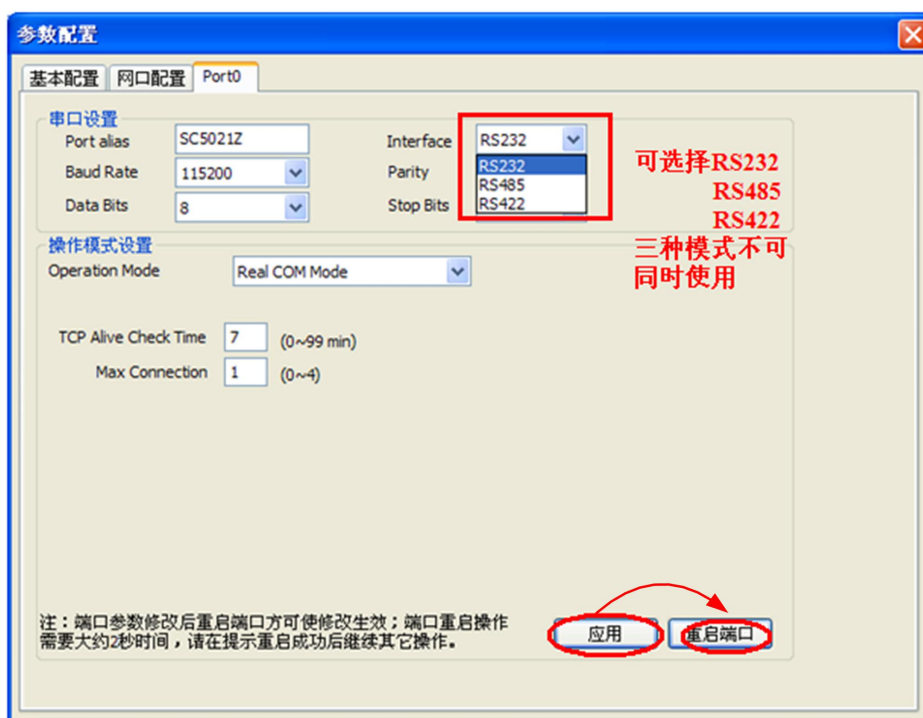 参数配置
基本配置 网口配置 Port0
串口设置
Port alias SC5021Z Interface RS232
Baud Rate 115200 Parity RS232
RS485
Data Bits 8 Stop Bits RS422
可选择RS232
RS485
RS422
三种模式不可
同时使用
操作模式设置
Operation Mode Real COM Mode
TCP Alive Check Time 7 (0~99 min)
Max Connection 1 (0~4)
注：端口参数修改后重启端口方可使修改生效；端口重启操作
需要大约2秒时间，请在提示重启成功后继续其它操作。
应用 重启端口